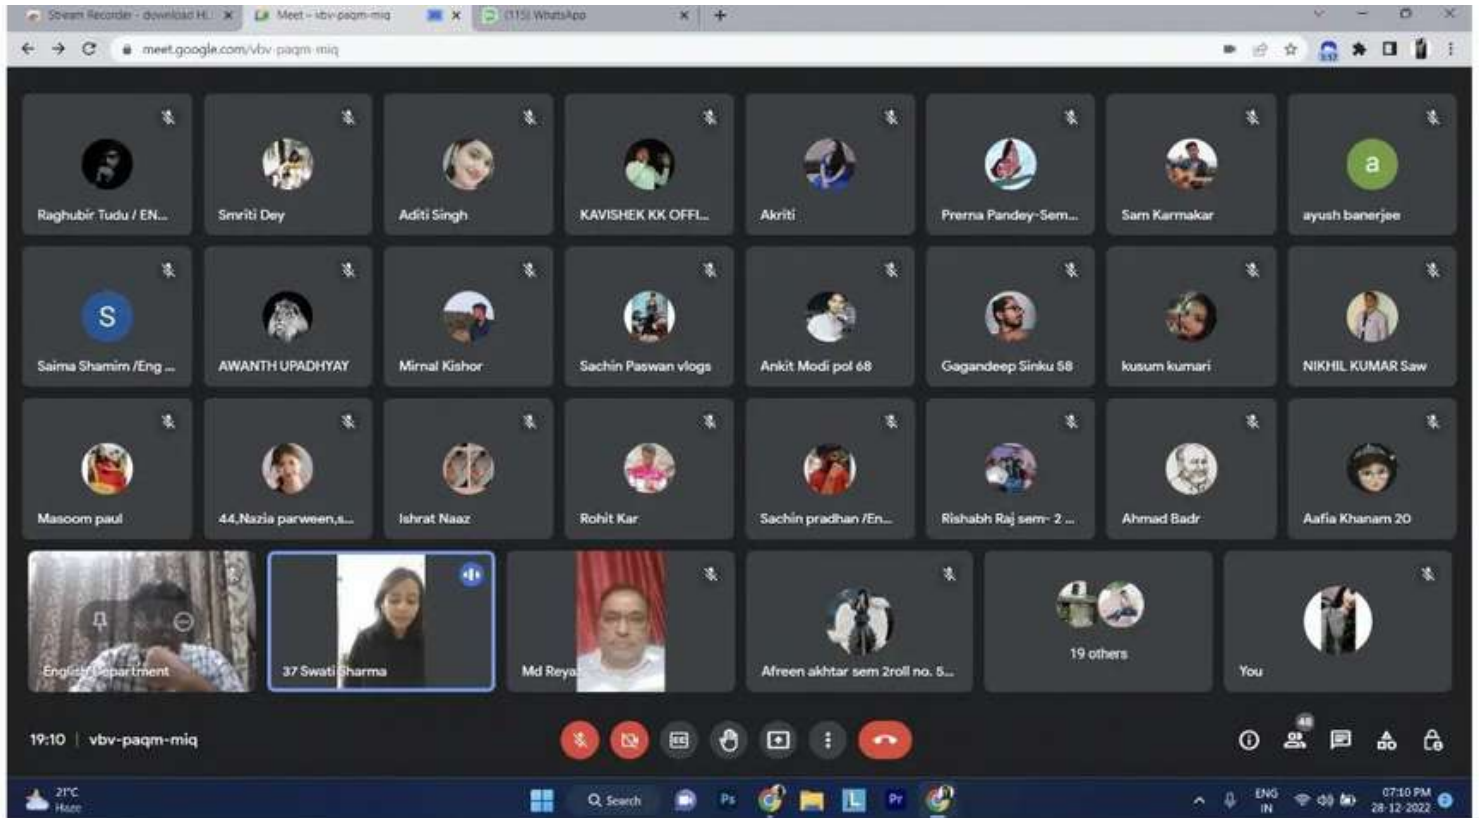 Stream Recorder - download HL
Meet – vbv-paqm-miq
(115) WhatsApp
meet.google.com/vbv-paqm-miq
Raghubir Tudu / EN...
Smriti Dey
Aditi Singh
KAVISHEK KK OFFI...
Akriti
Prerna Pandey-Sem...
Sam Karmakar
a
ayush banerjee
S
Saima Shamim /Eng ...
AWANTH UPADHYAY
Mirnal Kishor
Sachin Paswan vlogs
Ankit Modi pol 68
Gagandeep Sinku 58
kusum kumari
NIKHIL KUMAR Saw
Masoom paul
44,Nazia parween,s...
Ishrat Naaz
Rohit Kar
Sachin pradhan /En...
Rishabh Raj sem- 2 ...
Ahmad Badr
Aafia Khanam 20
English Department
37 Swati Sharma
Md Reyaz
Afreen akhtar sem 2roll no. 5...
19 others
You
19:10 | vbv-paqm-miq
CC
48
21°C
Haze
Search
Ps
L
Pr
ENG
IN
07:10 PM
28-12-2022